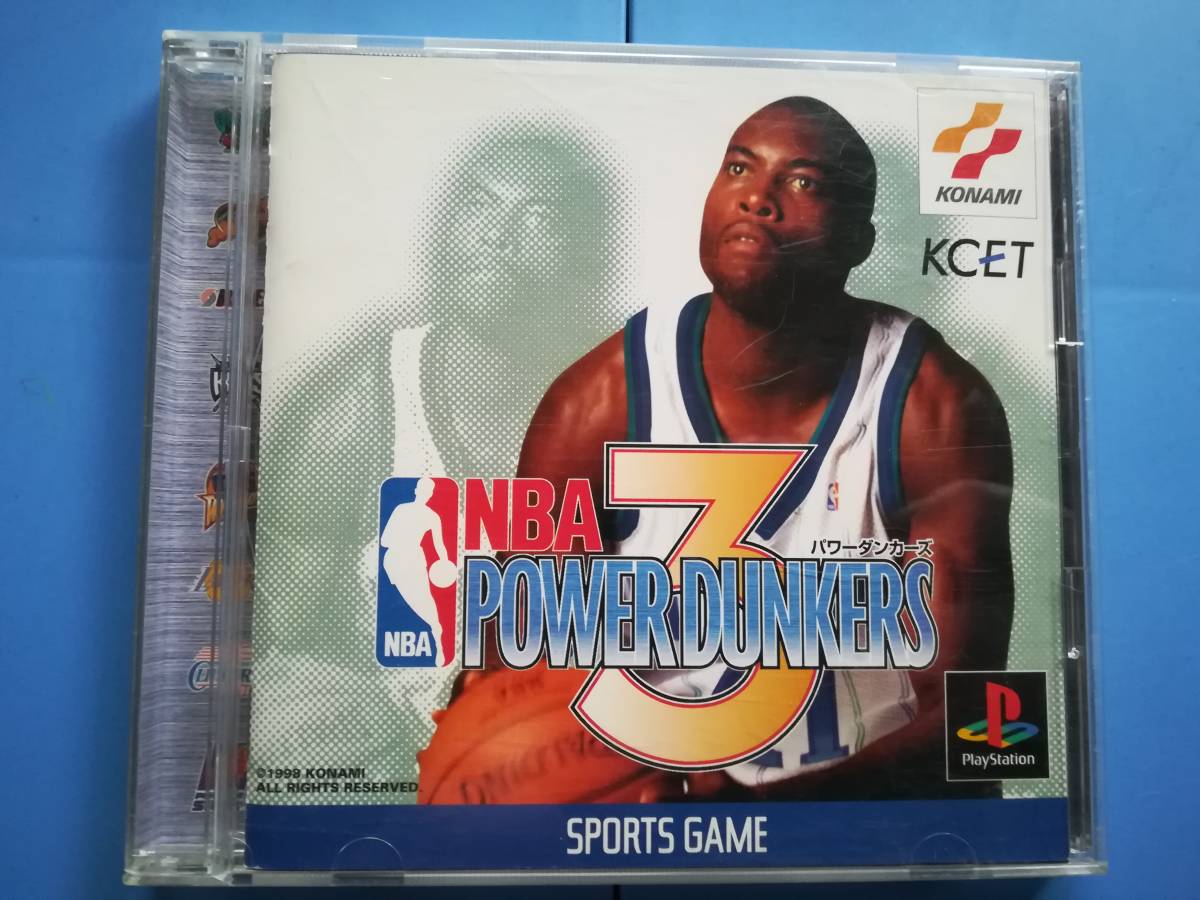 KONAMI
KCET
NBA 3
パワーダンカーズ
POWER DUNKERS
NBA
PlayStation
©1998 KONAMI
ALL RIGHTS RESERVED.
SPORTS GAME